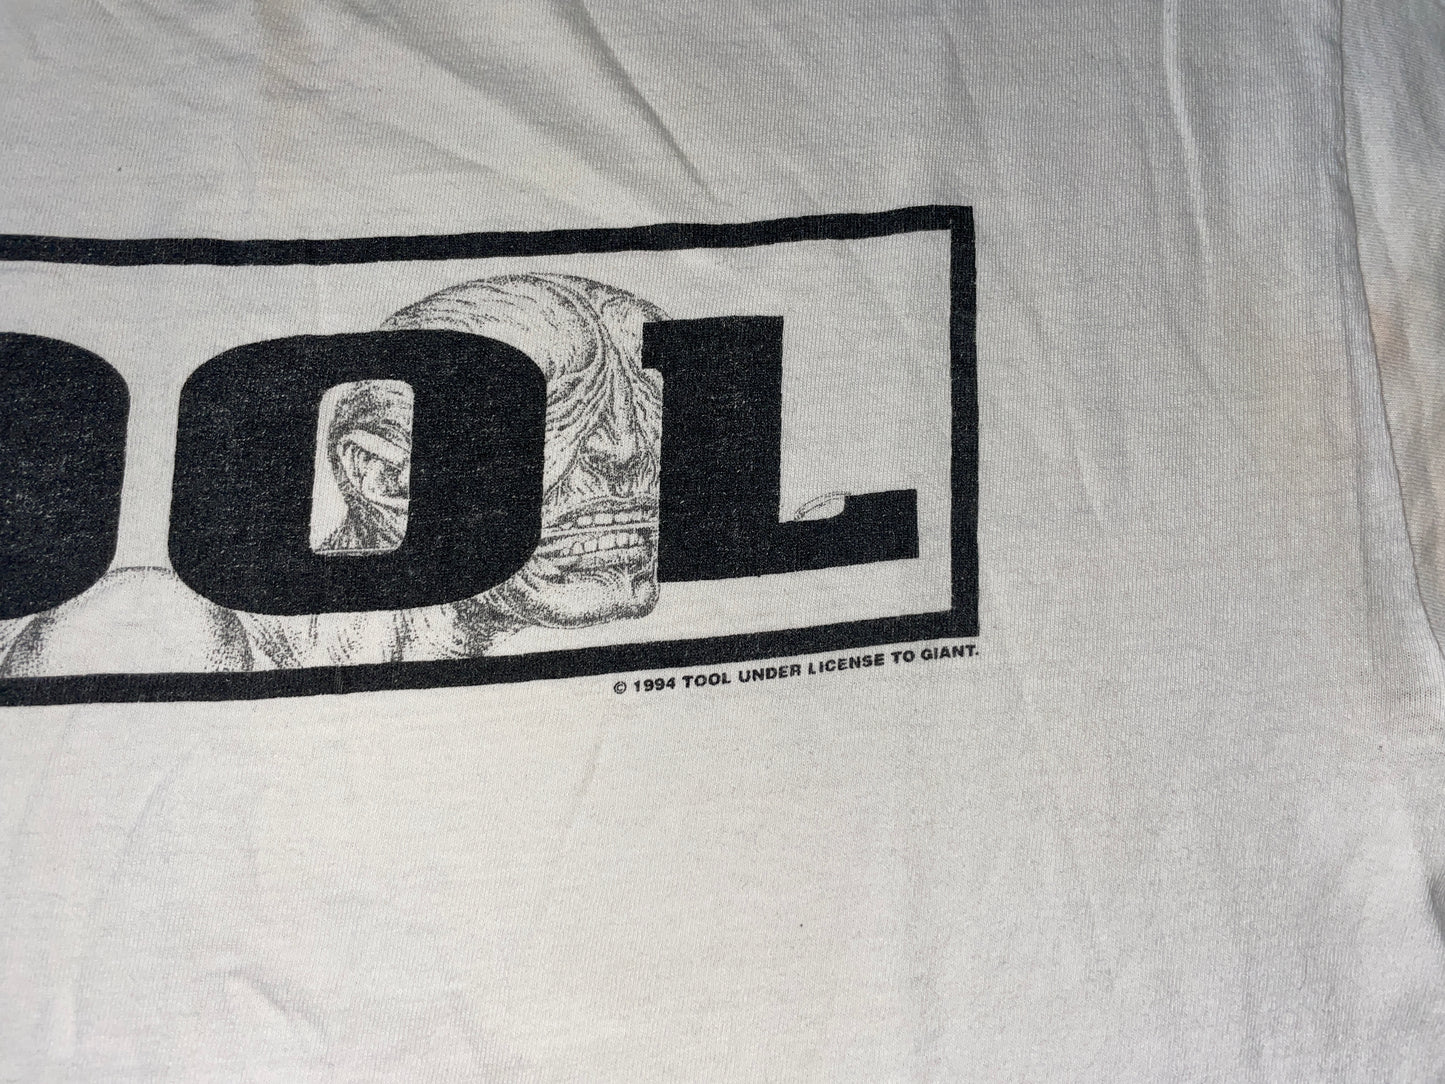 OOL
© 1994 TOOL UNDER LICENSE TO GIANT.